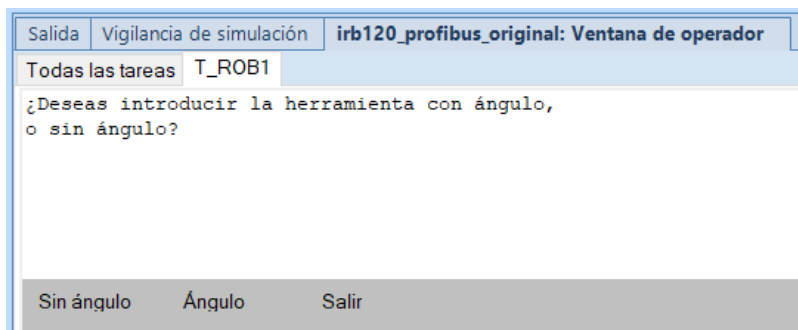 Salida Vigilancia de simulación irb120_profibus_original: Ventana de operador
Todas las tareas T_ROB1
¿Deseas introducir la herramienta con ángulo,
o sin ángulo?
Sin ángulo Ángulo Salir